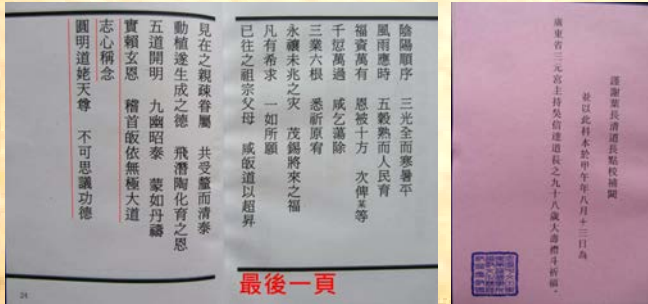 陰陽順序　三光全而寒暑平
風雨應時　五穀熟而人民育
福資萬有　恩被十方　次俾某等
千愆萬過　咸乞蕩除
三業六根　悉祈原宥
永禳未兆之灾　茂錫將來之福
凡有希求　一如所願
已往之祖宗父母　咸皈道以超昇
最後一頁
見在之親疎眷屬　共受釐而清泰
動植遂生成之德　飛潛陶化育之恩
五道開明　九幽昭泰　蒙如丹禱
實賴玄恩　稽首皈依無極大道
志心稱念
圓明道姥天尊　不可思議功德
24
謹謝葉長清道長點校補闕
並以此科本於甲午年八月十三日為
廣東省三元宮主持吳信達道長之九十八歲大壽禮斗祈福。